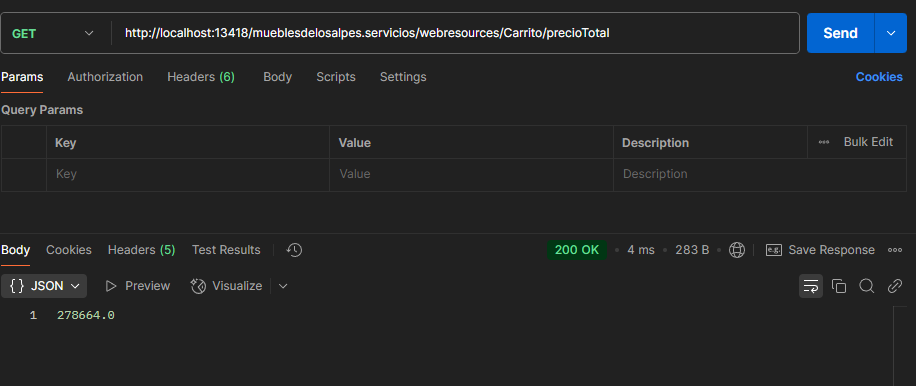 GET http://localhost:13418/mueblesdelosalpes.servicios/webresources/Carrito/precioTotal Send
Params Authorization Headers (6) Body Scripts Settings Cookies
Query Params
Key Value Description Bulk Edit
Key Value Description
Body Cookies Headers (5) Test Results 200 OK 4 ms 283 B e.g. Save Response
{} JSON Preview Visualize
1 278664.0